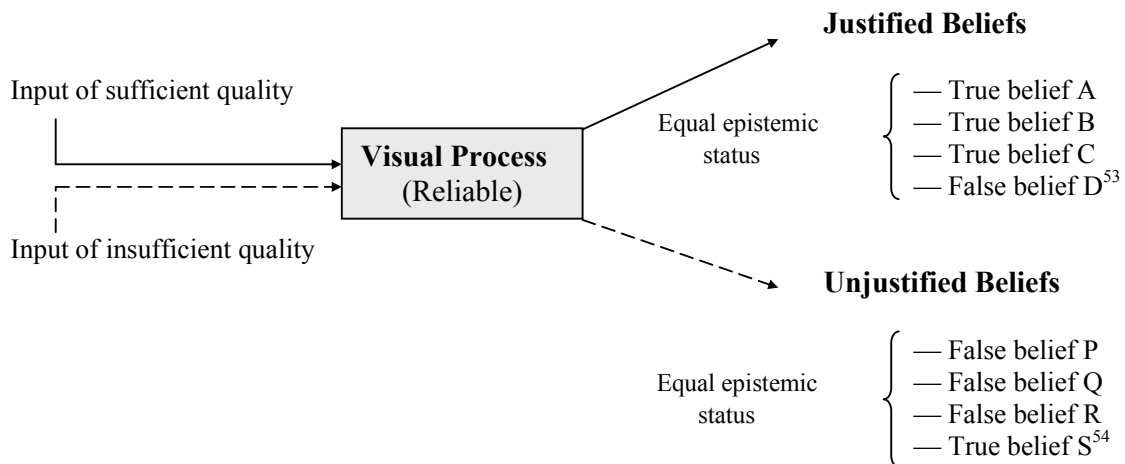 Justified Beliefs
Input of sufficient quality
Equal epistemic
status
— True belief A
— True belief B
— True belief C
— False belief D53
Visual Process
(Reliable)
Input of insufficient quality
Unjustified Beliefs
Equal epistemic
status
— False belief P
— False belief Q
— False belief R
— True belief S54